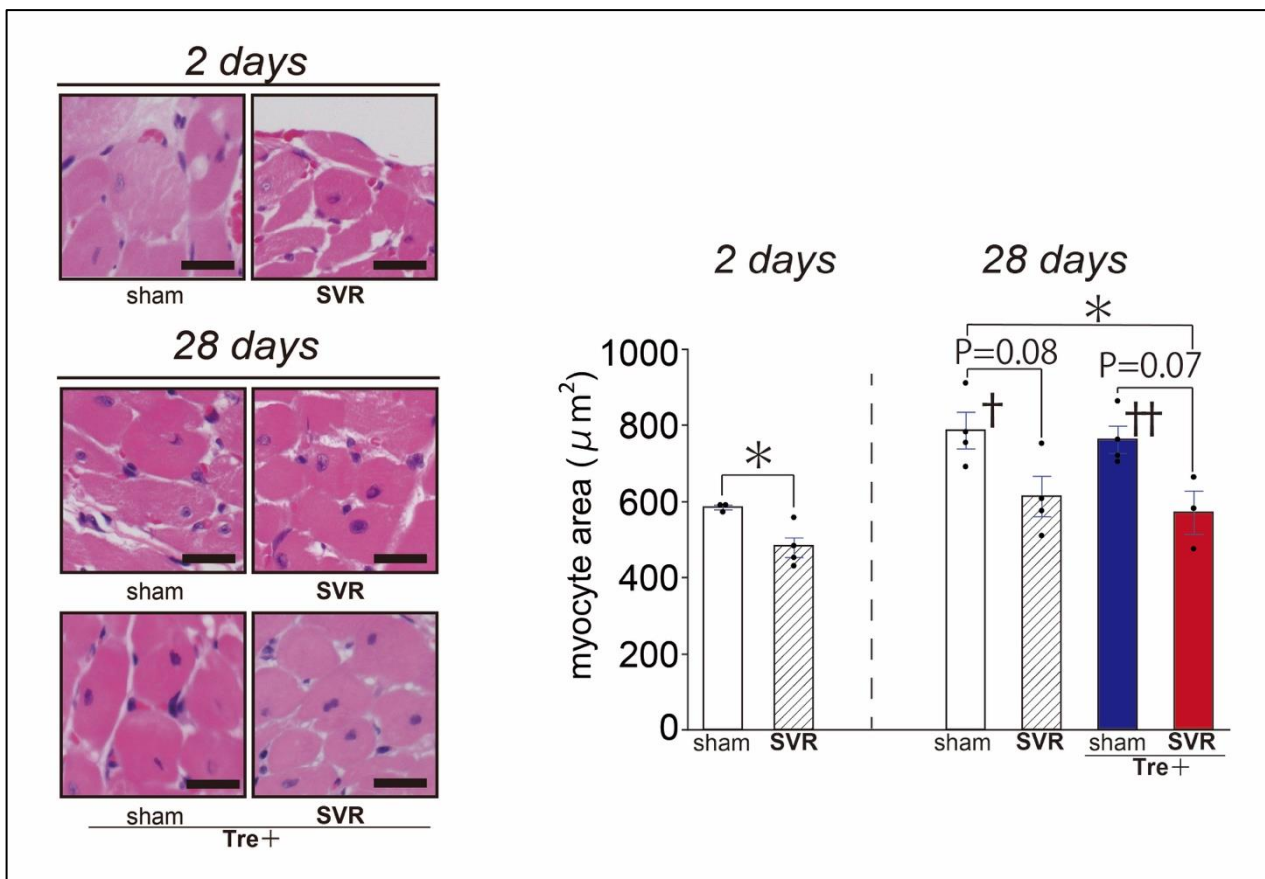 2 days
sham SVR
28 days
sham SVR
sham SVR
Tre+
2 days 28 days
*
1000 P=0.08 P=0.07
800 † ††
*
600
400
200
0
myocyte area (μm²)
sham SVR sham SVR sham SVR
Tre+